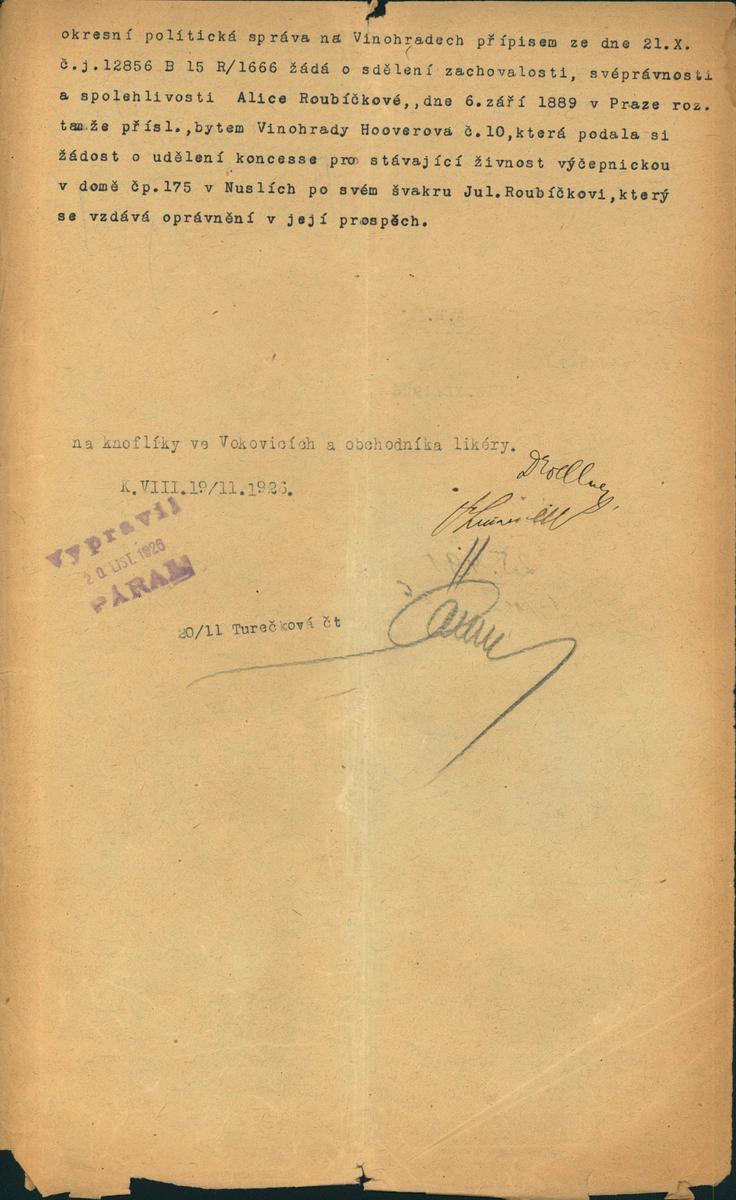 okresní politická správa na Vinohradech přípisem ze dne 21.X.
č.j.12856 B 15 R/1666 žádá o sdělení zachovalosti, svéprávnosti
a spolehlivosti Alice Roubíčkové,,dne 6.září 1889 v Praze roz.
tamže přísl.,bytem Vinohrady Hooverova č.10,která podala si
žádost o udělení koncesse pro stávající živnost výčepnickou
v domě čp.175 v Nuslích po svém švakru Jul.Roubíčkovi,který
se vzdává oprávnění v její prospěch.
na knoflíky ve Vokovicích a obchodníka likéry.
K.VIII.19/11.1926.
Vypravil
20. LIST. 1926
PÁRAL
20/11 Turečková čt